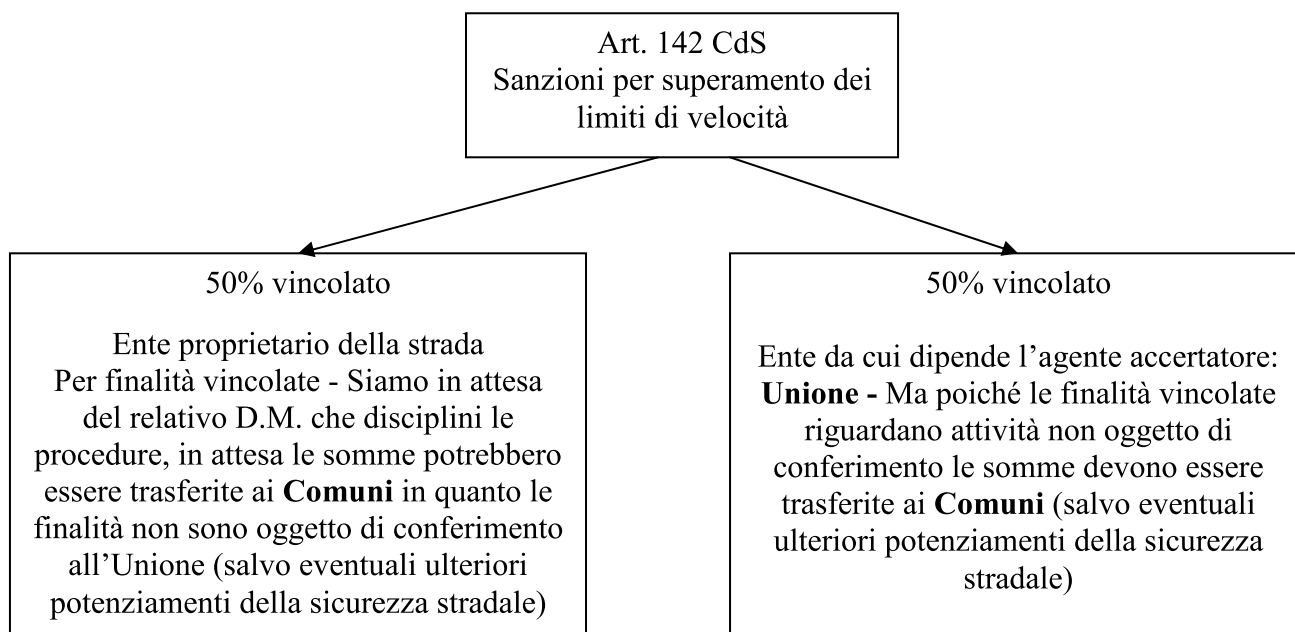 Art. 142 CdS
Sanzioni per superamento dei
limiti di velocità
50% vincolato
Ente proprietario della strada
Per finalità vincolate - Siamo in attesa
del relativo D.M. che disciplini le
procedure, in attesa le somme potrebbero
essere trasferite ai Comuni in quanto le
finalità non sono oggetto di conferimento
all’Unione (salvo eventuali ulteriori
potenziamenti della sicurezza stradale)
50% vincolato
Ente da cui dipende l’agente accertatore:
Unione - Ma poiché le finalità vincolate
riguardano attività non oggetto di
conferimento le somme devono essere
trasferite ai Comuni (salvo eventuali
ulteriori potenziamenti della sicurezza
stradale)